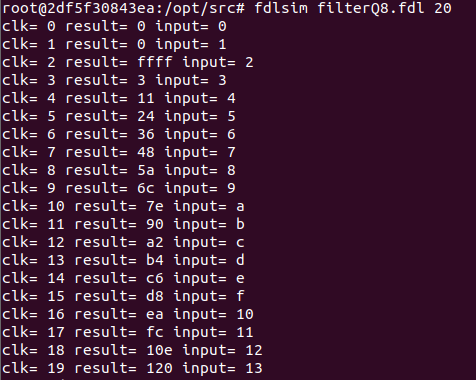 root@2df5f30843ea:/opt/src# fdlsim filterQ8.fdl 20
clk= 0 result= 0 input= 0
clk= 1 result= 0 input= 1
clk= 2 result= ffff input= 2
clk= 3 result= 3 input= 3
clk= 4 result= 11 input= 4
clk= 5 result= 24 input= 5
clk= 6 result= 36 input= 6
clk= 7 result= 48 input= 7
clk= 8 result= 5a input= 8
clk= 9 result= 6c input= 9
clk= 10 result= 7e input= a
clk= 11 result= 90 input= b
clk= 12 result= a2 input= c
clk= 13 result= b4 input= d
clk= 14 result= c6 input= e
clk= 15 result= d8 input= f
clk= 16 result= ea input= 10
clk= 17 result= fc input= 11
clk= 18 result= 10e input= 12
clk= 19 result= 120 input= 13